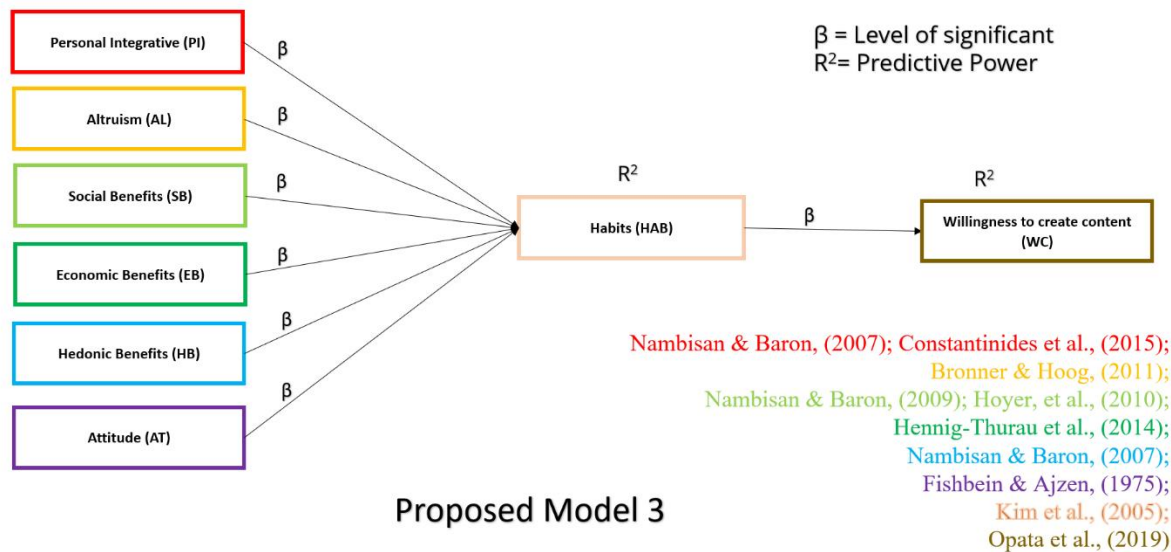 Personal Integrative (PI)
β
β = Level of significant
R²= Predictive Power
Altruism (AL)
β
Social Benefits (SB)
β
R²
R²
Habits (HAB)
β
Willingness to create content
(WC)
Economic Benefits (EB)
β
Hedonic Benefits (HB)
β
Attitude (AT)
β
Nambisan & Baron, (2007); Constantinides et al., (2015);
Bronner & Hoog, (2011);
Nambisan & Baron, (2009); Hoyer, et al., (2010);
Hennig-Thurau et al., (2014);
Nambisan & Baron, (2007);
Fishbein & Ajzen, (1975);
Kim et al., (2005);
Opata et al., (2019)
Proposed Model 3